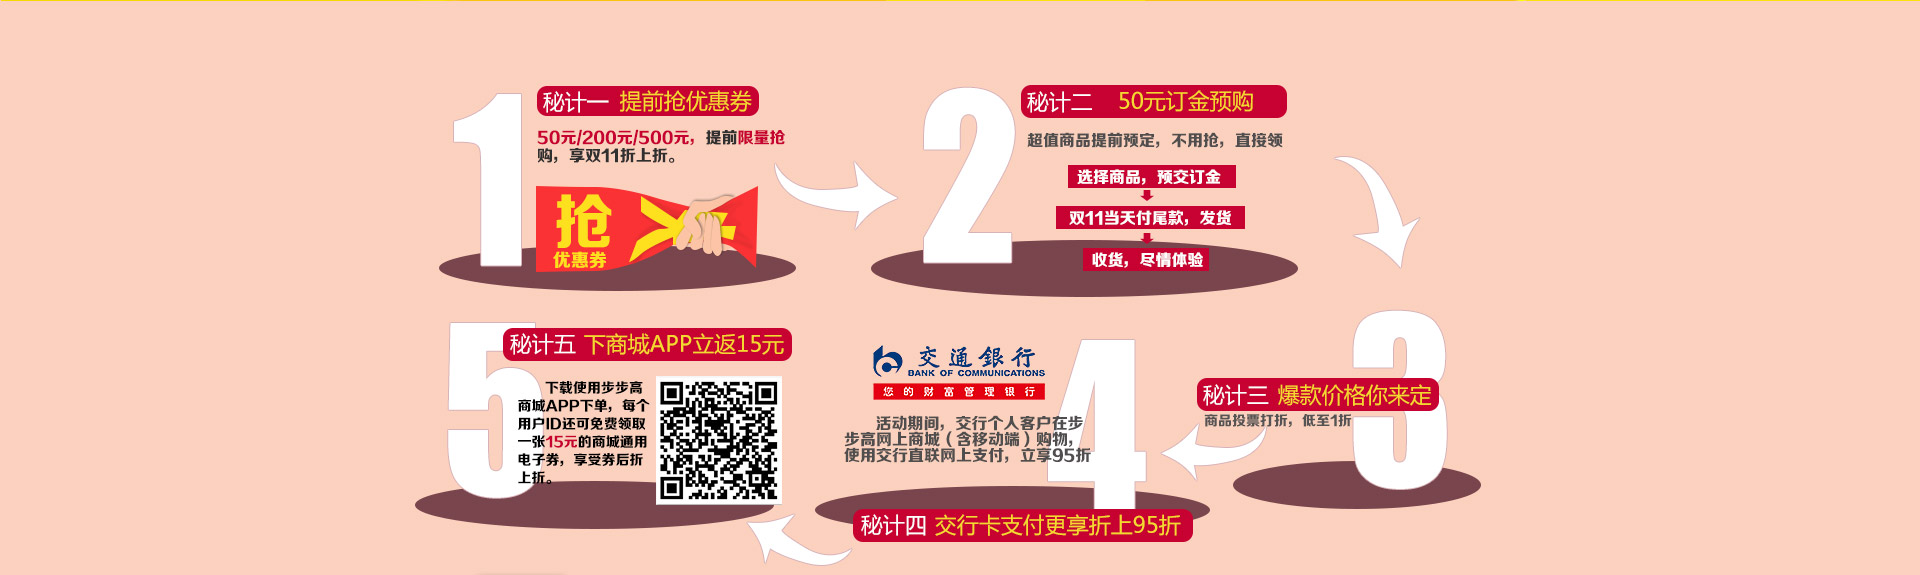 1
秘计一 提前抢优惠券
50元/200元/500元，提前限量抢
购，享双11折上折。
抢
优惠券
2
秘计二 50元订金预购
超值商品提前预定，不用抢，直接领
选择商品，预交订金
双11当天付尾款，发货
收货，尽情体验
3
秘计三 爆款价格你来定
商品投票打折，低至1折
4
交通銀行
BANK OF COMMUNICATIONS
您的财富管理银行
活动期间，交行个人客户在步
步高网上商城（含移动端）购物，
使用交行直联网上支付，立享95折
秘计四 交行卡支付更享折上95折
5
秘计五 下商城APP立返15元
下载使用步步高
商城APP下单，每个
用户ID还可免费领取
一张15元的商城通用
电子券，享受券后折
上折。